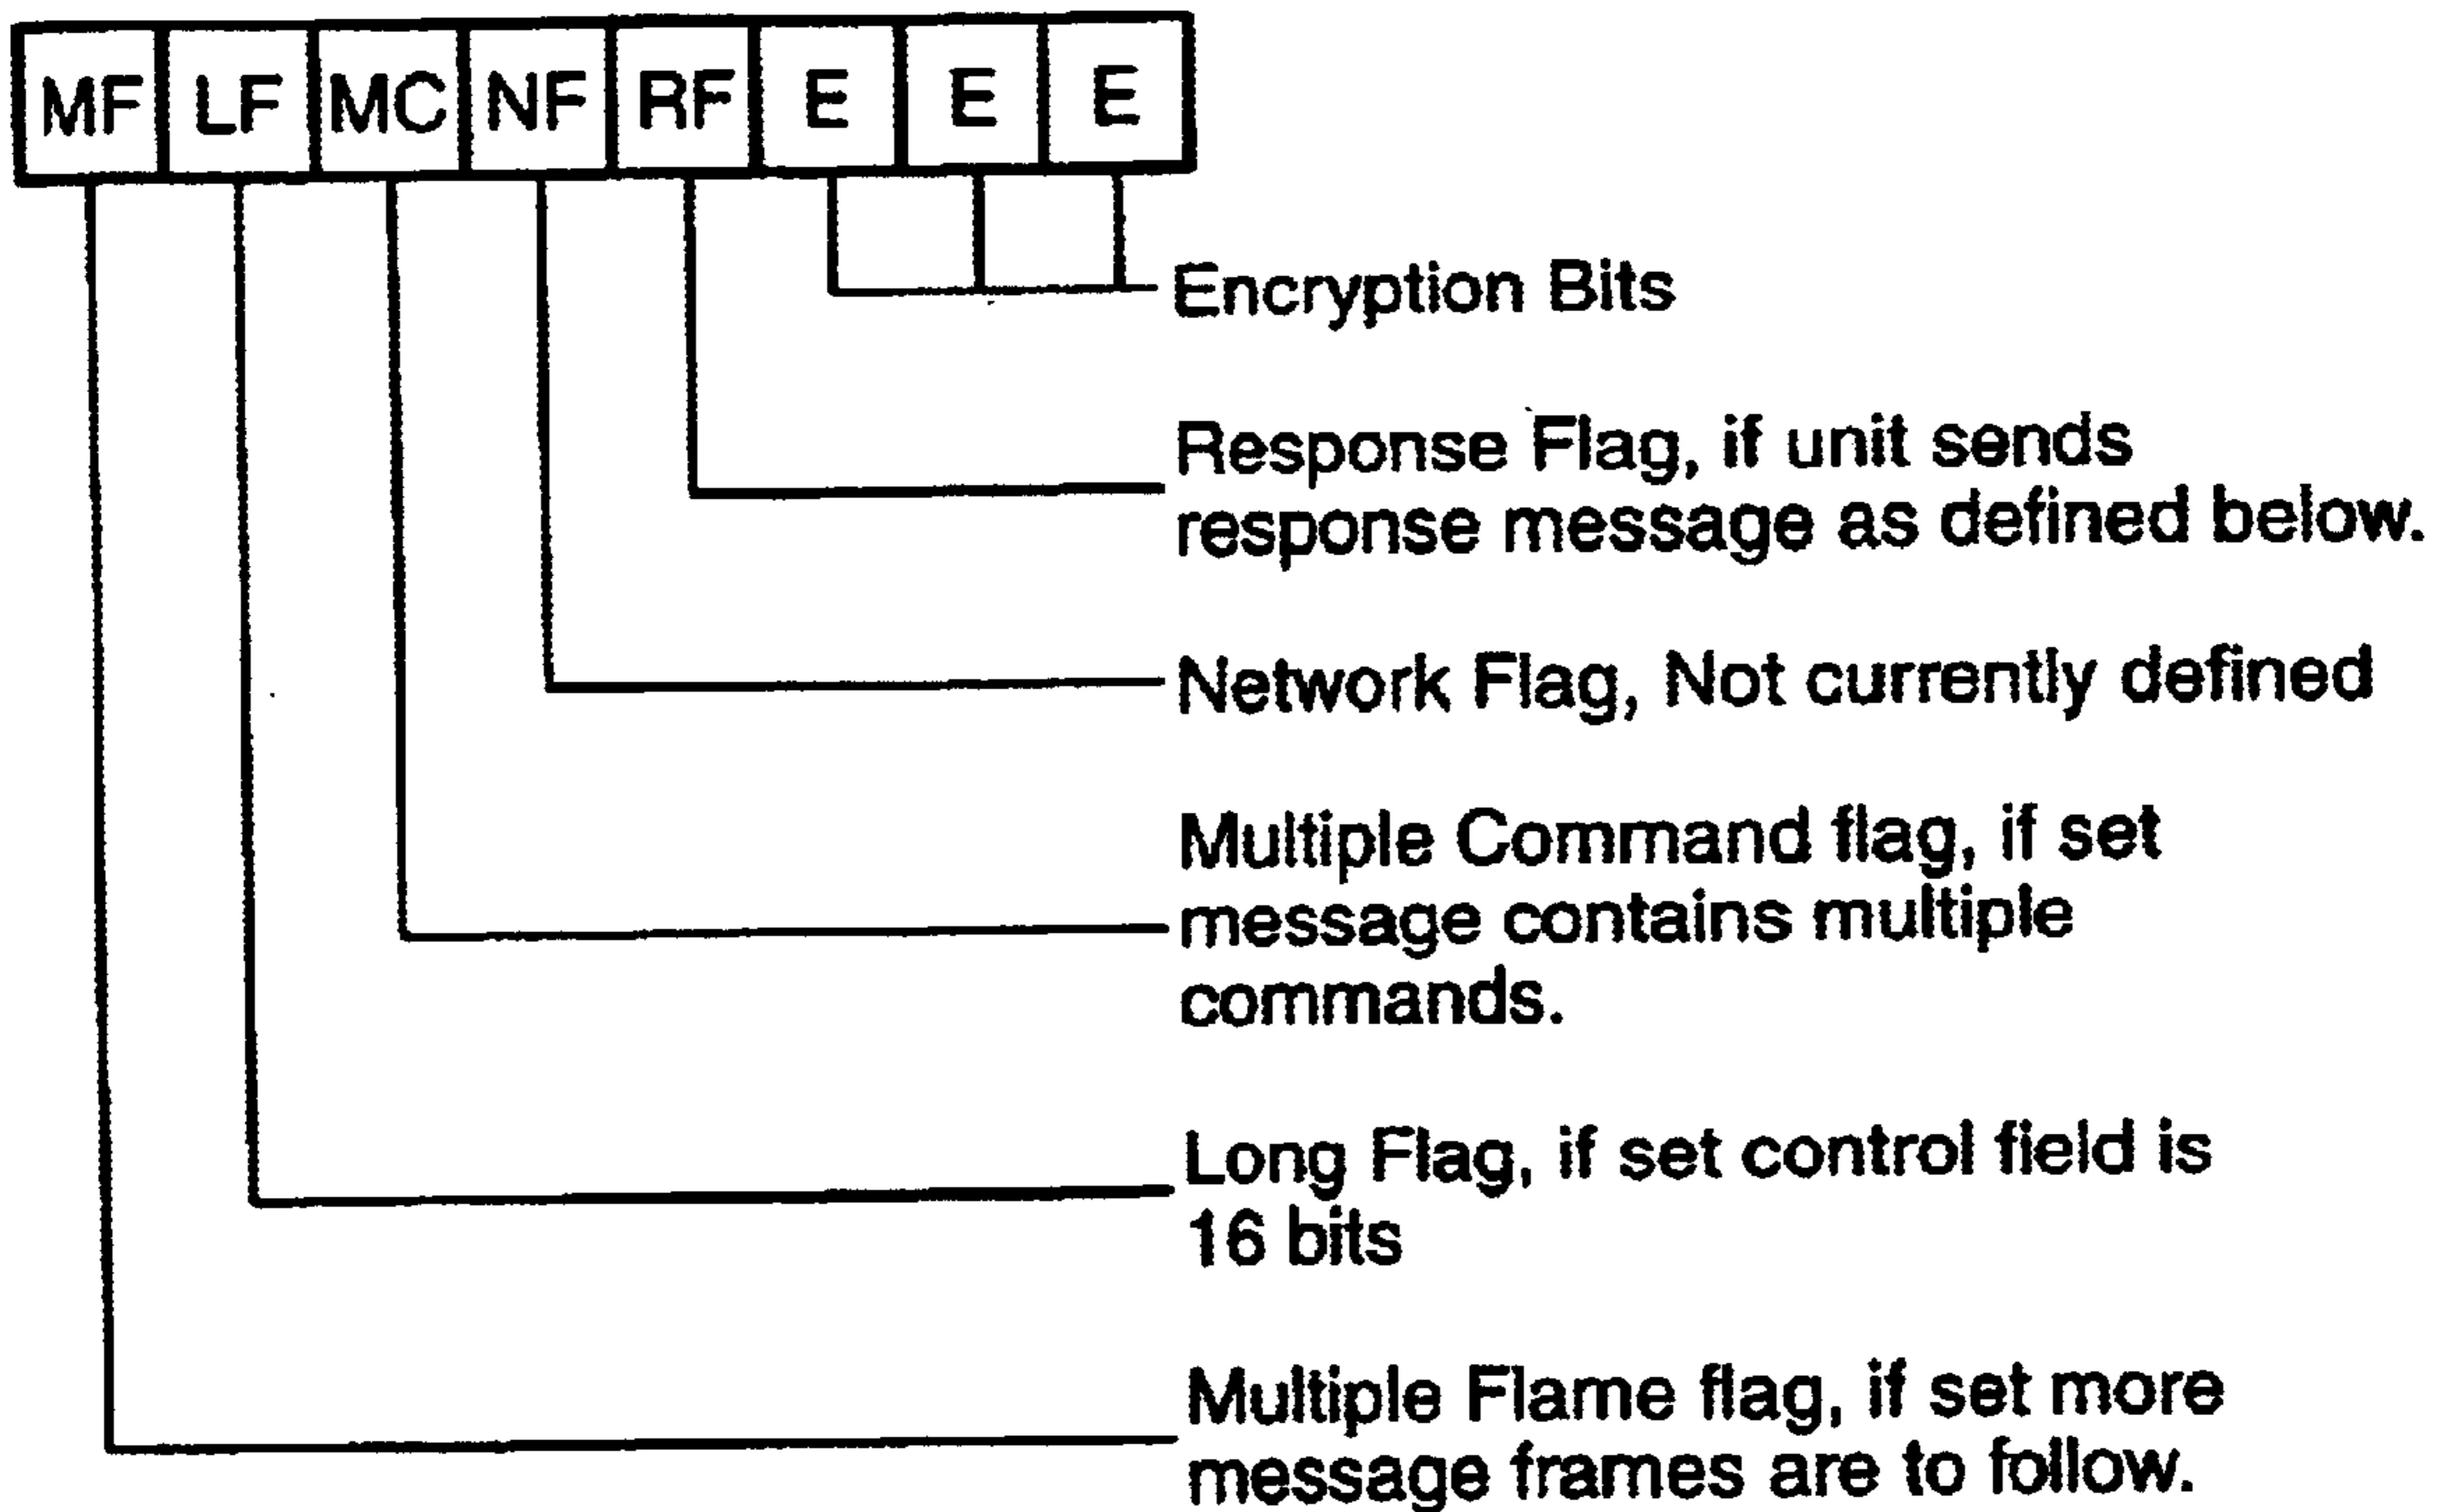 MF LF MC NF RF E E E
Encryption Bits
Response Flag, if unit sends
response message as defined below.
Network Flag, Not currently defined
Multiple Command flag, if set
message contains multiple
commands.
Long Flag, if set control field is
16 bits
Multiple Flame flag, if set more
message frames are to follow.